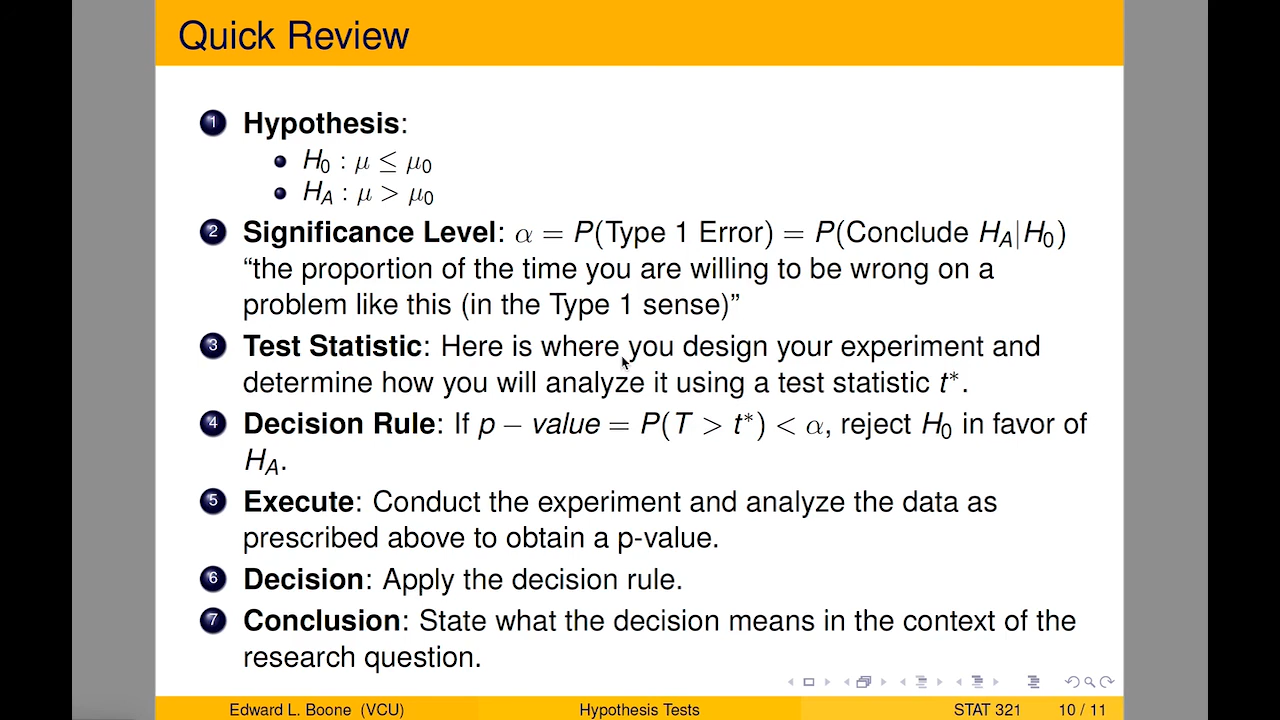 Quick Review
1 Hypothesis:
H₀ : μ ≤ μ₀
H_A : μ > μ₀
2 Significance Level: α = P(Type 1 Error) = P(Conclude H_A|H₀)
“the proportion of the time you are willing to be wrong on a
problem like this (in the Type 1 sense)”
3 Test Statistic: Here is where you design your experiment and
determine how you will analyze it using a test statistic t*.
4 Decision Rule: If p − value = P(T > t*) < α, reject H₀ in favor of
H_A.
5 Execute: Conduct the experiment and analyze the data as
prescribed above to obtain a p-value.
6 Decision: Apply the decision rule.
7 Conclusion: State what the decision means in the context of the
research question.
Edward L. Boone (VCU) Hypothesis Tests STAT 321 10 / 11